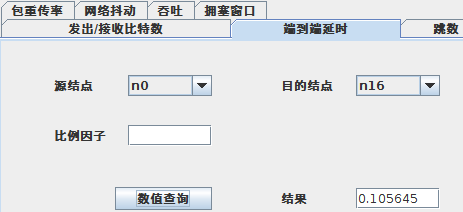 包重传率 网络抖动 吞吐 拥塞窗口
发出/接收比特数 端到端延时 跳数
源结点 n0 目的结点 n16
比例因子
数值查询 结果 0.105645